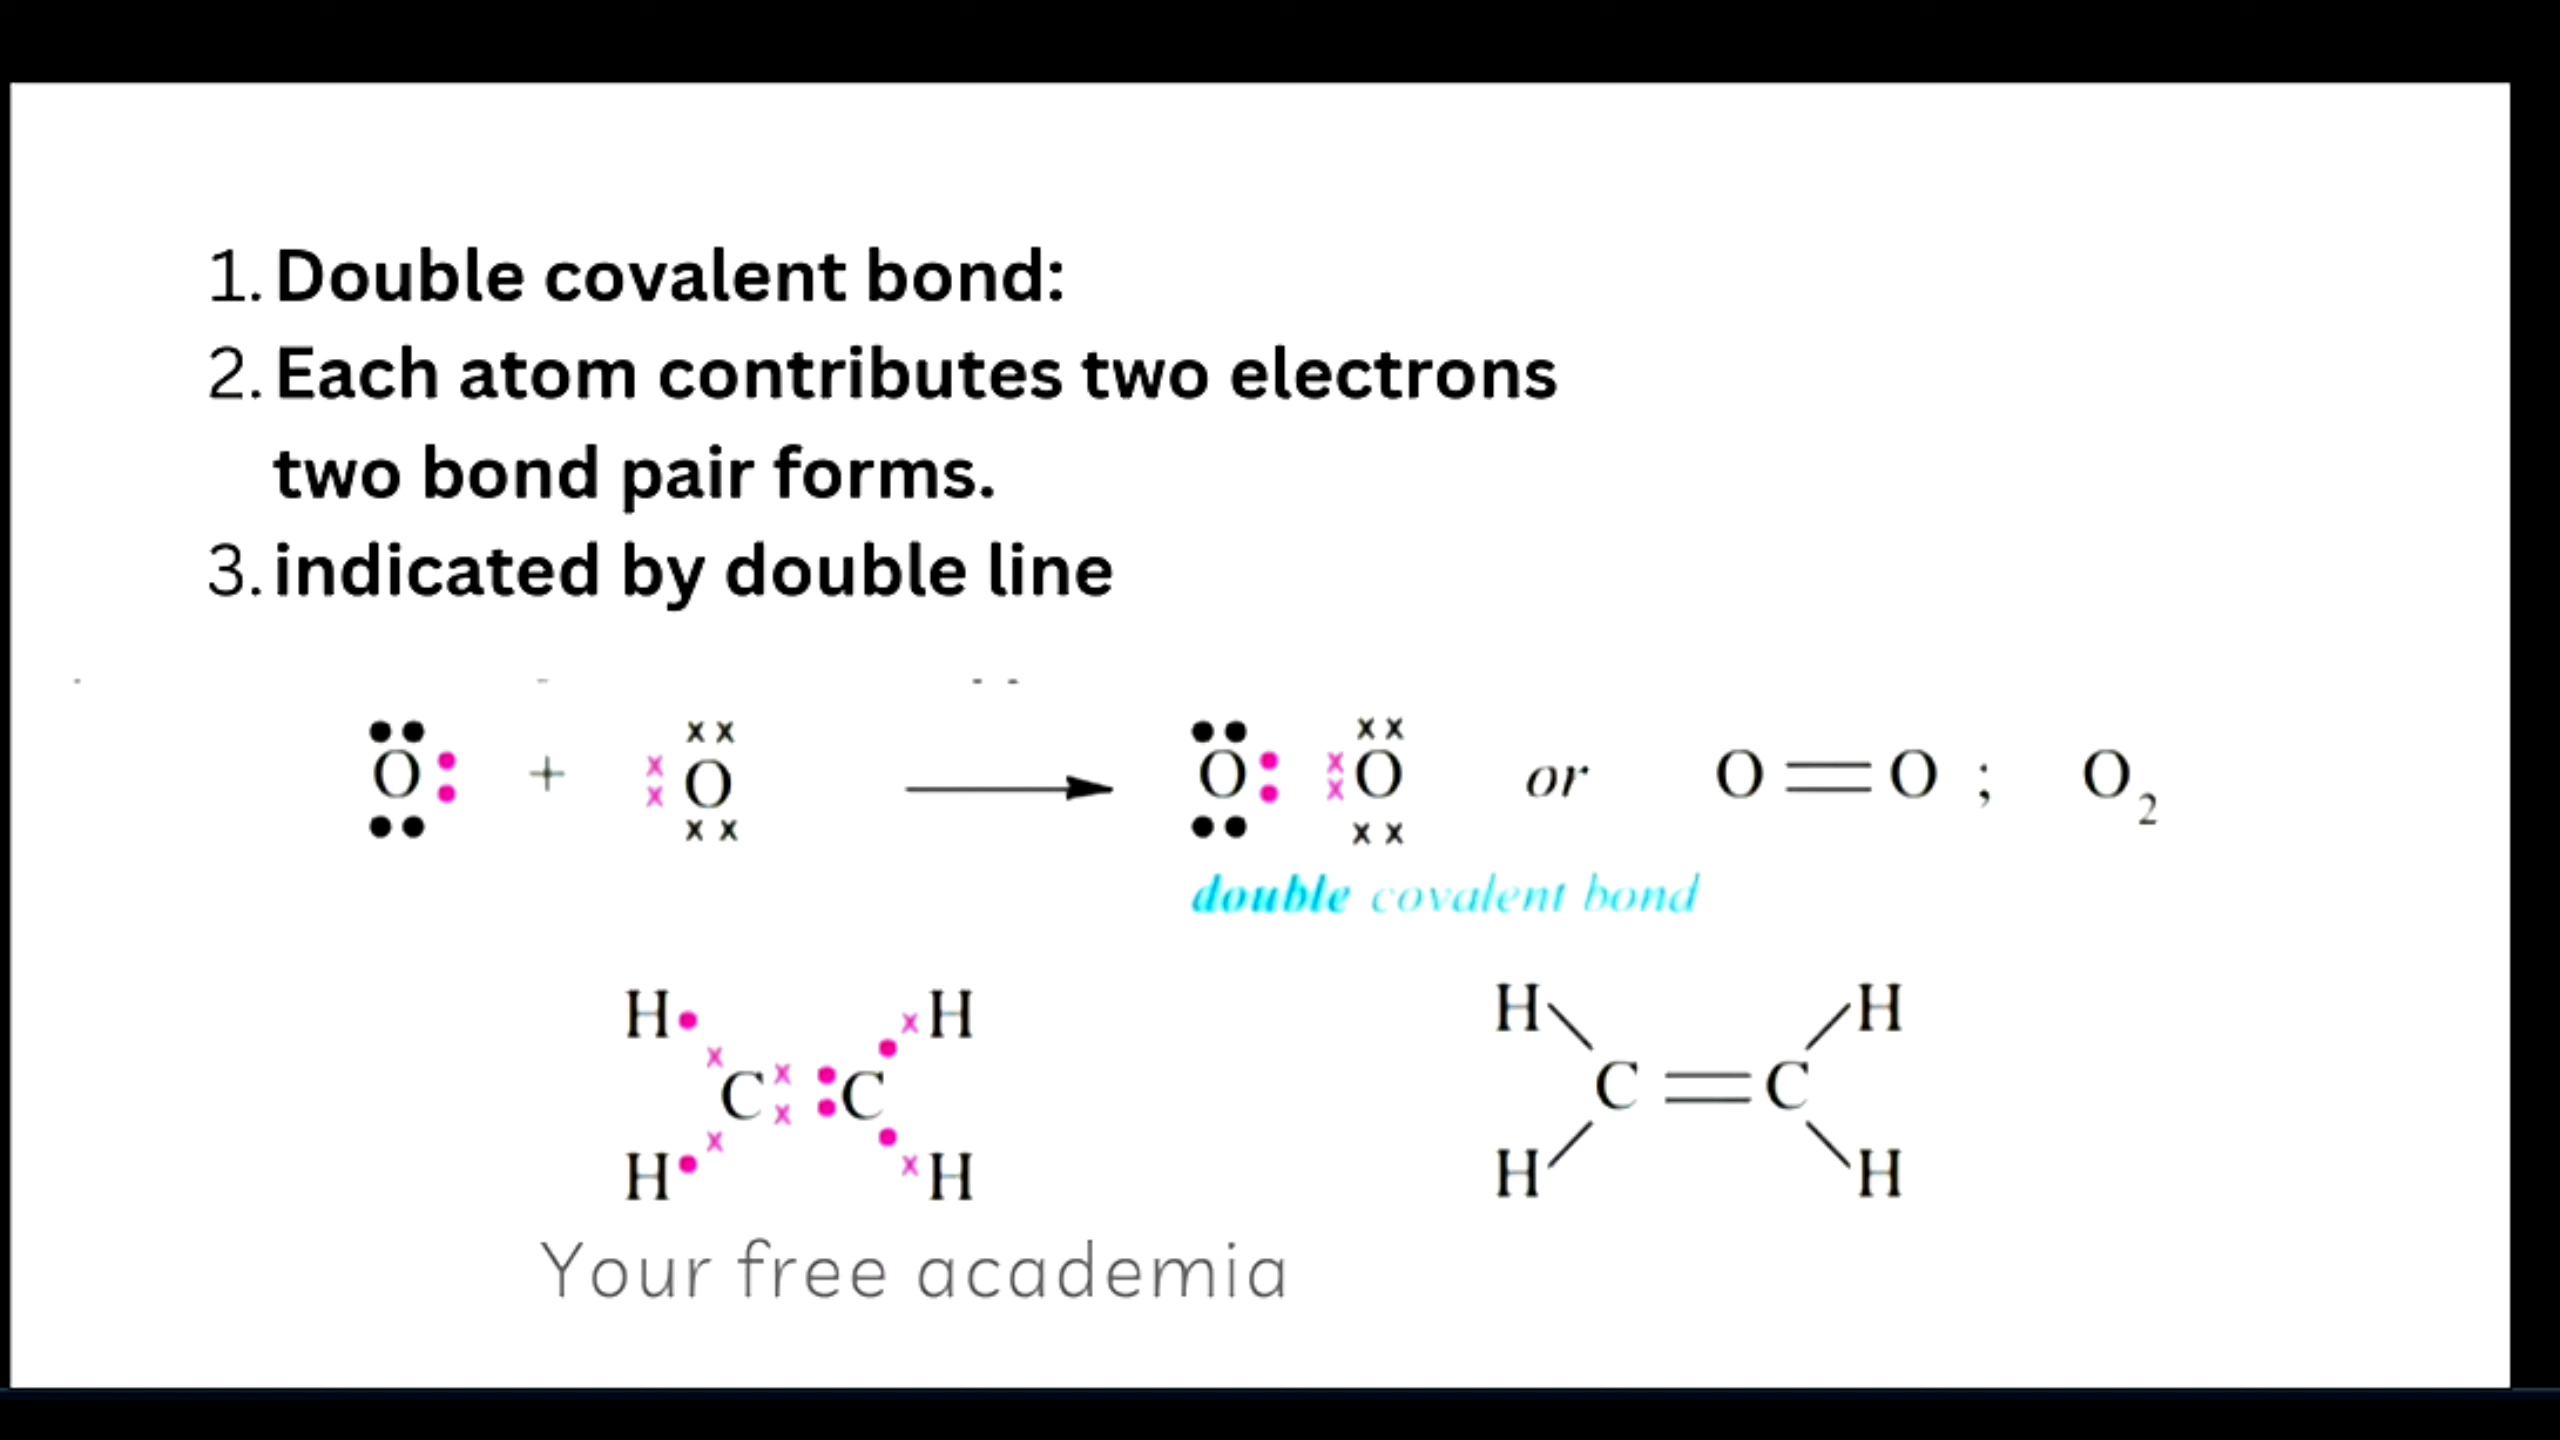 1. Double covalent bond:
2. Each atom contributes two electrons
two bond pair forms.
3. indicated by double line
O + O O O or O O ; O2
double covalent bond
H H H H
C C C C
H H H H
Your free academia